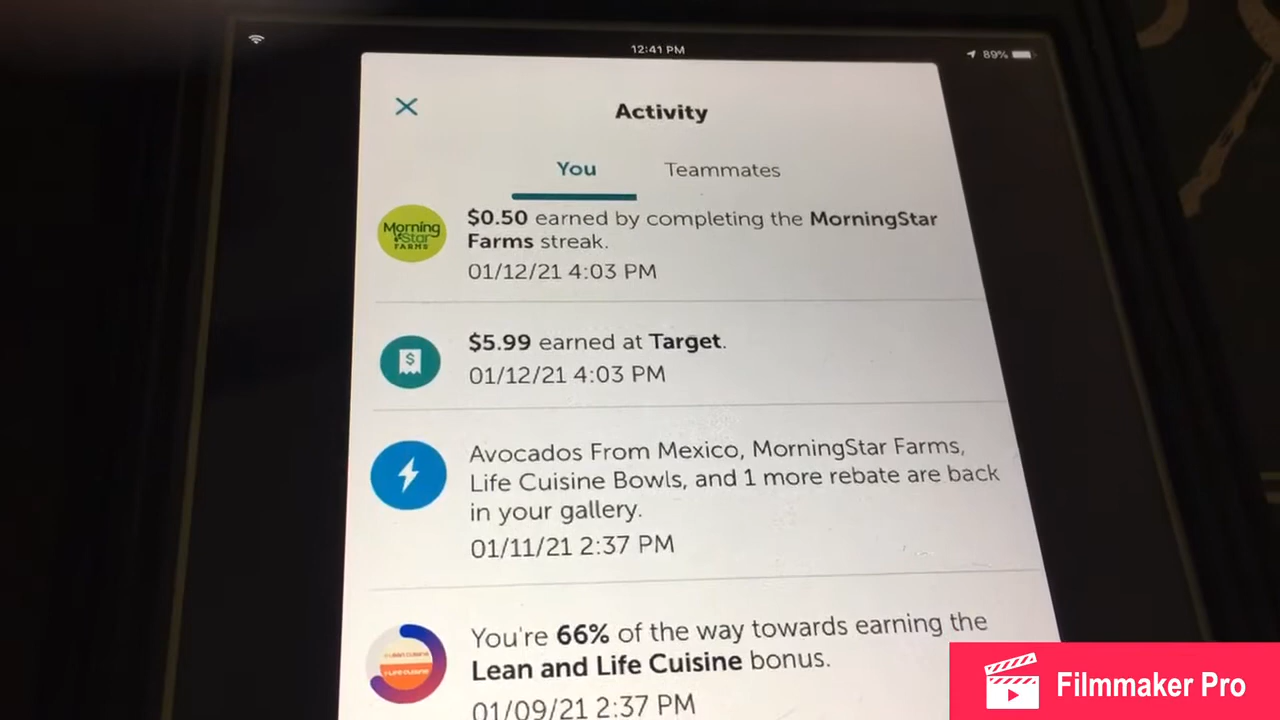 12:41 PM
89%
Activity
You
Teammates
Morning
Star
FARMS
$0.50 earned by completing the MorningStar
Farms streak.
01/12/21 4:03 PM
$
$5.99 earned at Target.
01/12/21 4:03 PM
Avocados From Mexico, MorningStar Farms,
Life Cuisine Bowls, and 1 more rebate are back
in your gallery.
01/11/21 2:37 PM
You're 66% of the way towards earning the
Lean and Life Cuisine bonus.
01/09/21 2:37 PM
Filmmaker Pro